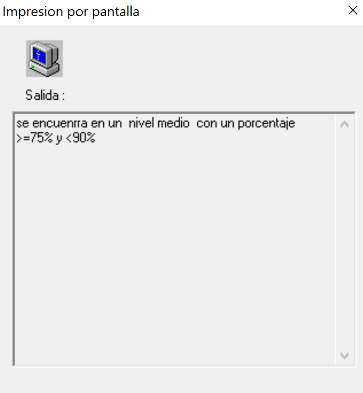 Impresion por pantalla
Salida :
se encuenrra en un  nivel medio  con un porcentaje
>=75% y <90%